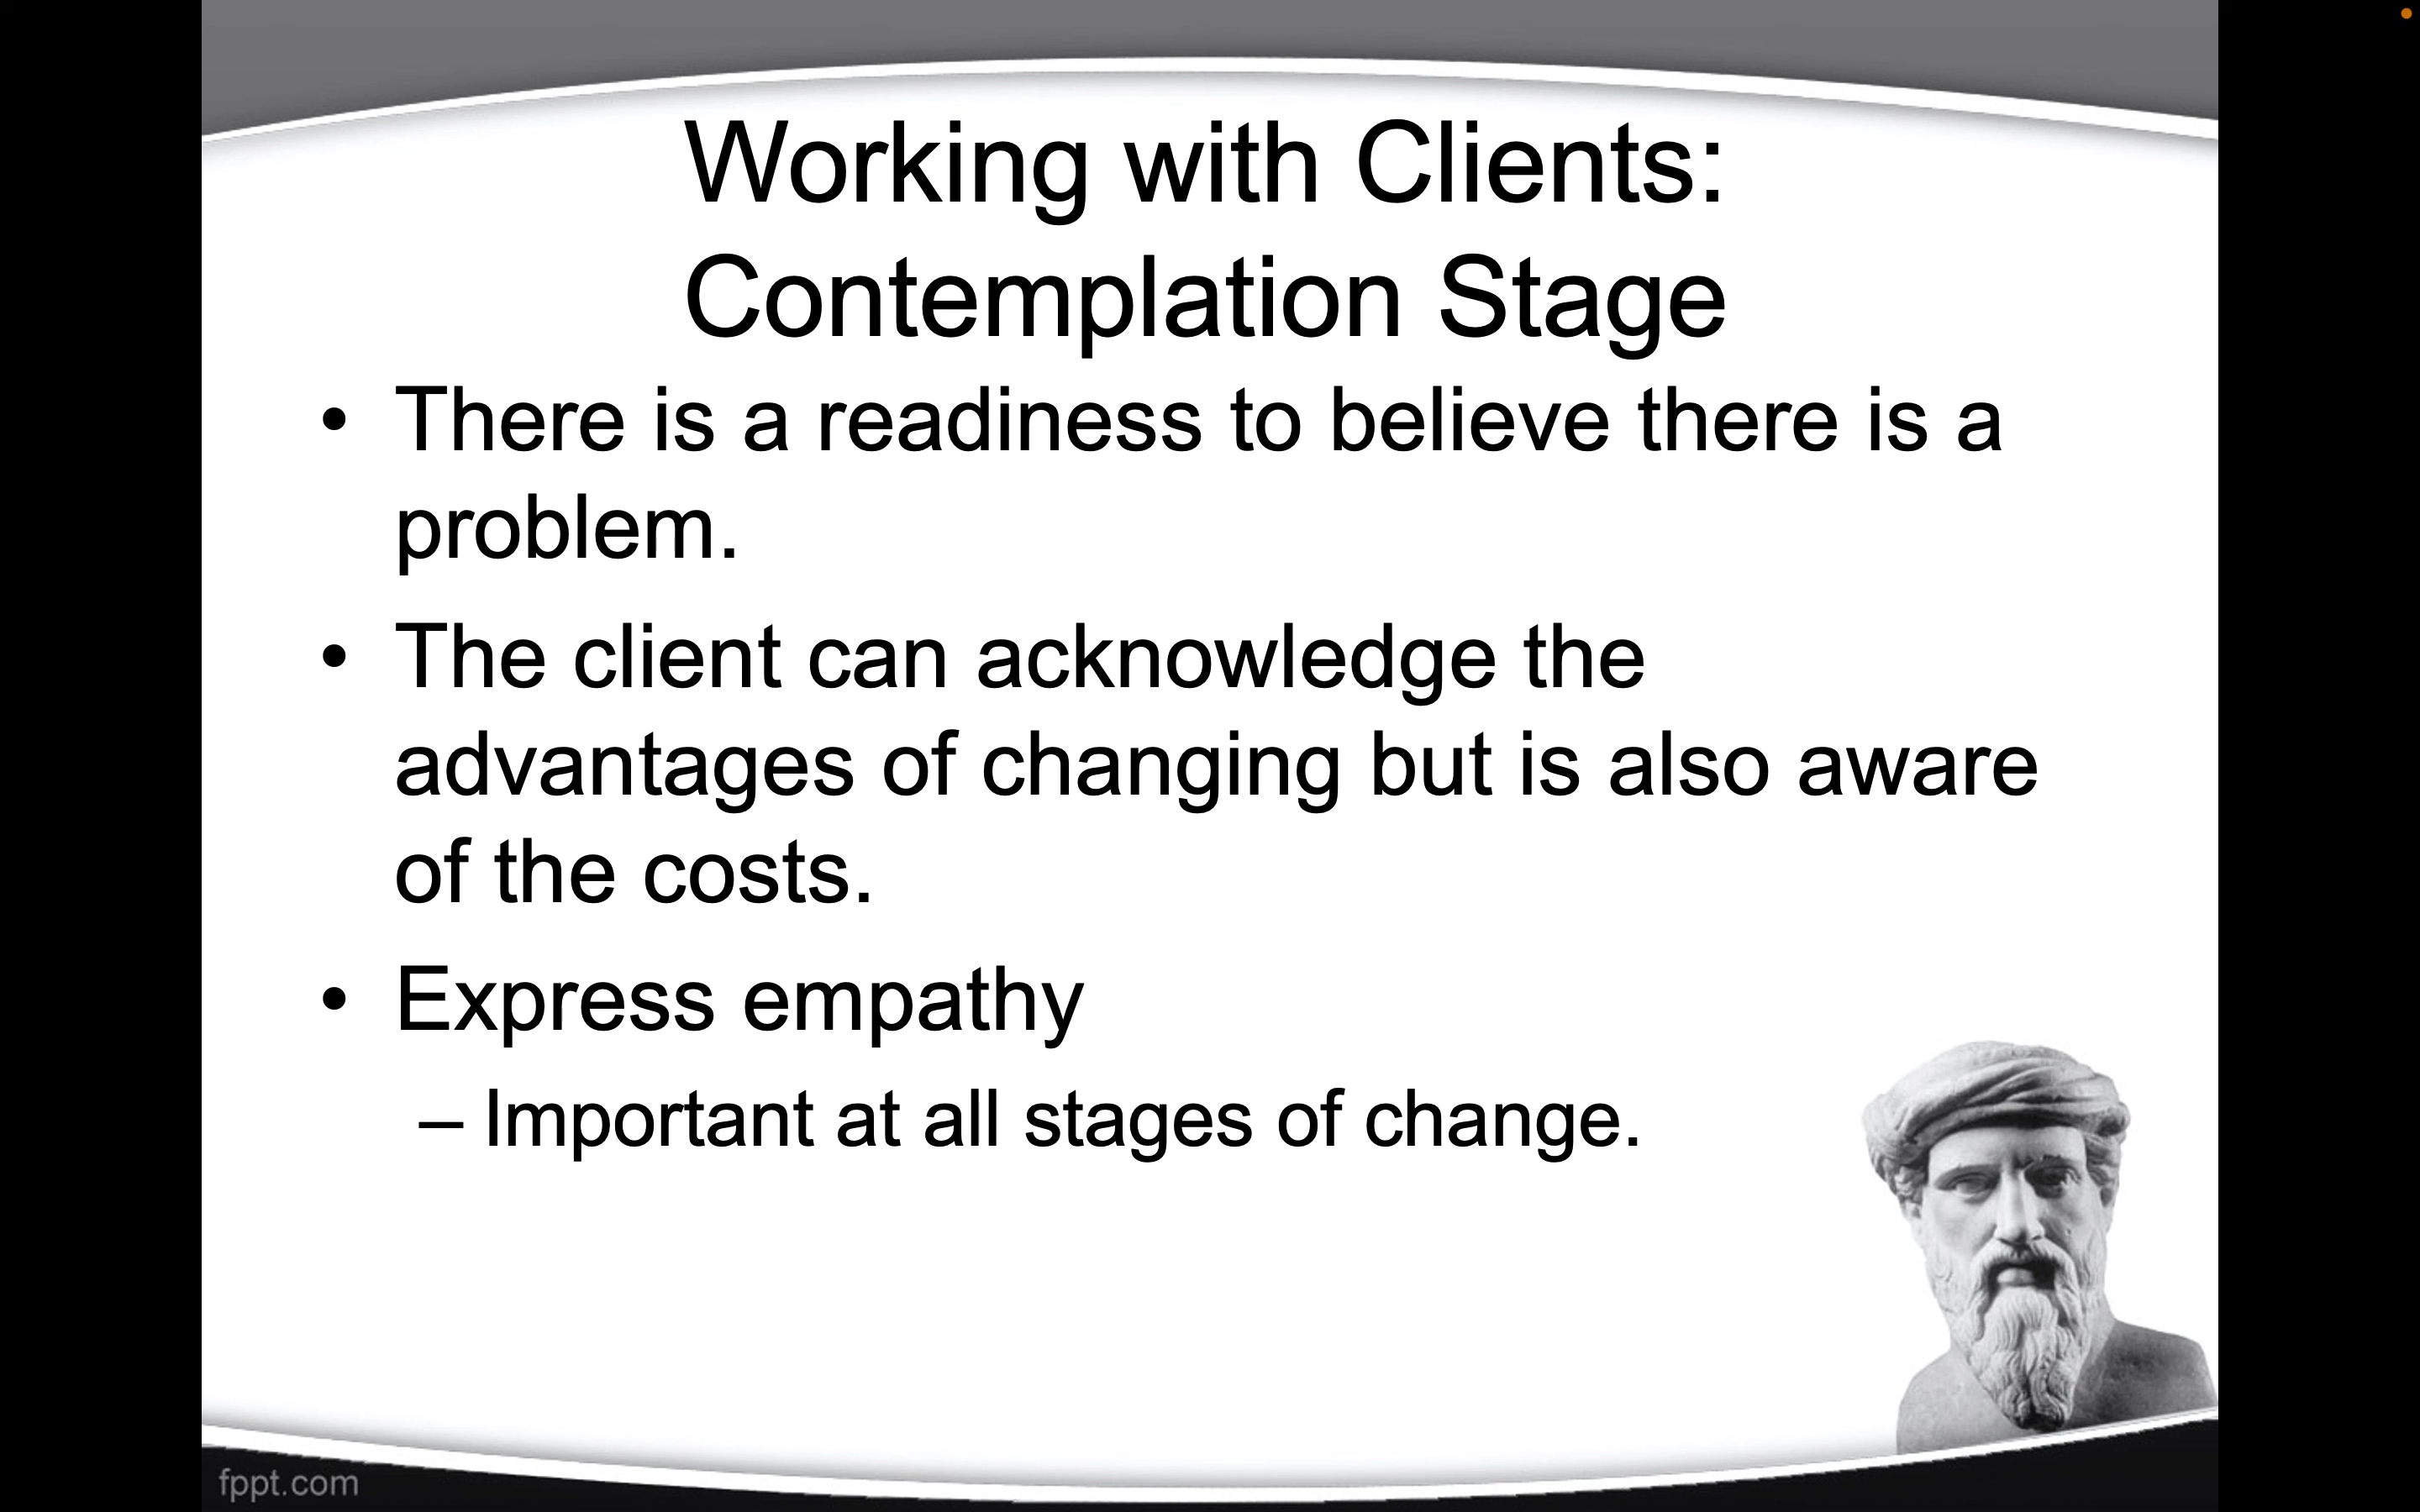 Working with Clients:
Contemplation Stage
• There is a readiness to believe there is a
problem.
• The client can acknowledge the
advantages of changing but is also aware
of the costs.
• Express empathy
– Important at all stages of change.
fppt.com